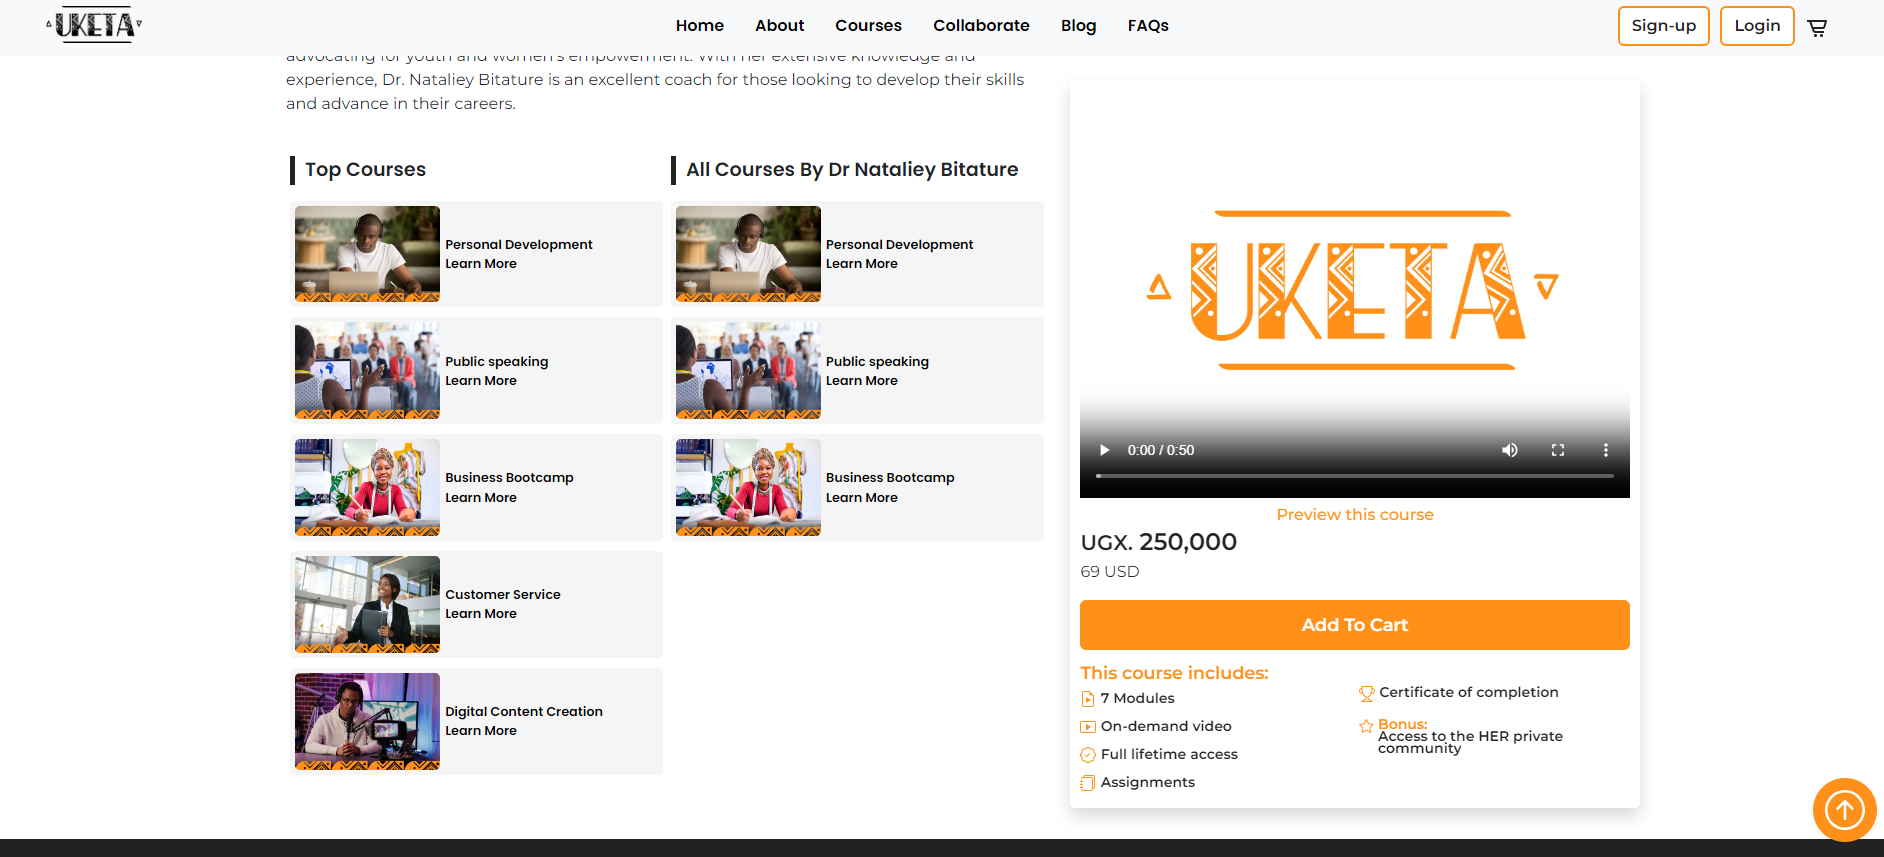 UKETA
Home
About
Courses
Collaborate
Blog
FAQs
Sign-up
Login
advocating for youth and women's empowerment. With her extensive knowledge and
experience, Dr. Nataliey Bitature is an excellent coach for those looking to develop their skills
and advance in their careers.
Top Courses
Personal Development
Learn More
Public speaking
Learn More
Business Bootcamp
Learn More
Customer Service
Learn More
Digital Content Creation
Learn More
All Courses By Dr Nataliey Bitature
Personal Development
Learn More
Public speaking
Learn More
Business Bootcamp
Learn More
UKETA
0:00 / 0:50
Preview this course
UGX. 250,000
69 USD
Add To Cart
This course includes:
7 Modules
On-demand video
Full lifetime access
Assignments
Certificate of completion
Bonus:
Access to the HER private
community